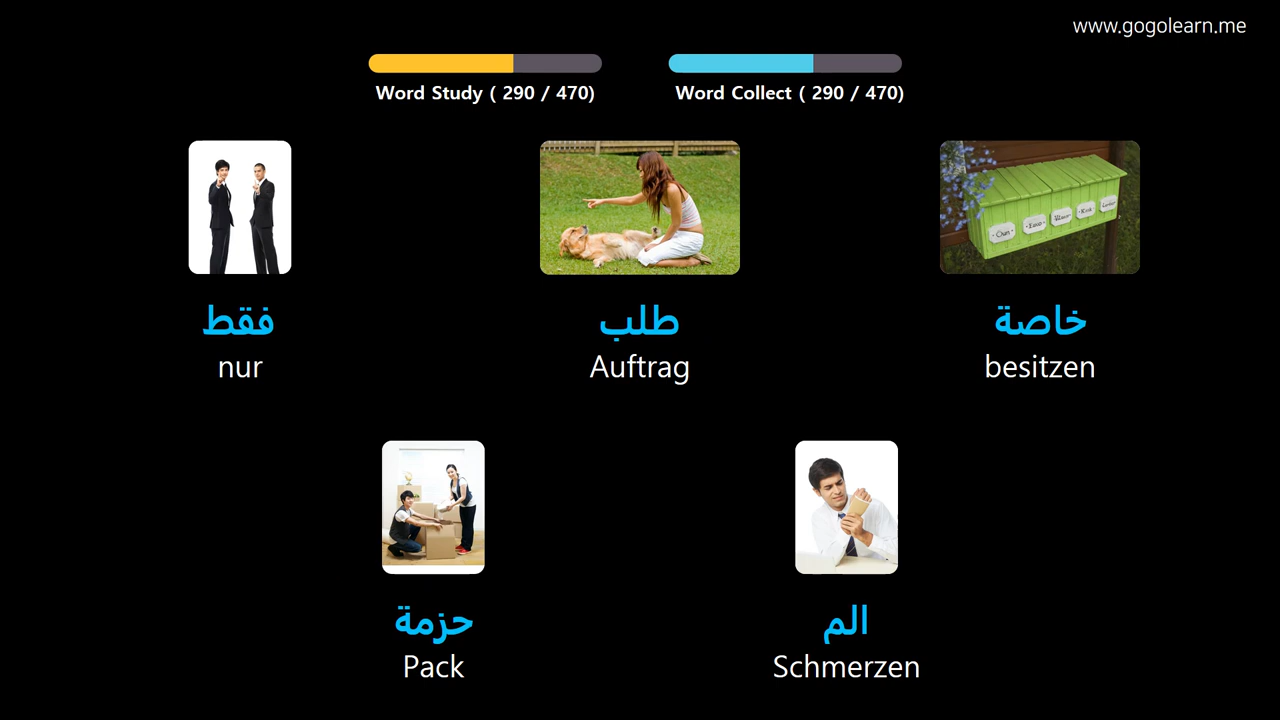 www.gogolearn.me
Word Study ( 290 / 470)
Word Collect ( 290 / 470)
فقط
nur
طلب
Auftrag
خاصة
besitzen
حزمة
Pack
الم
Schmerzen